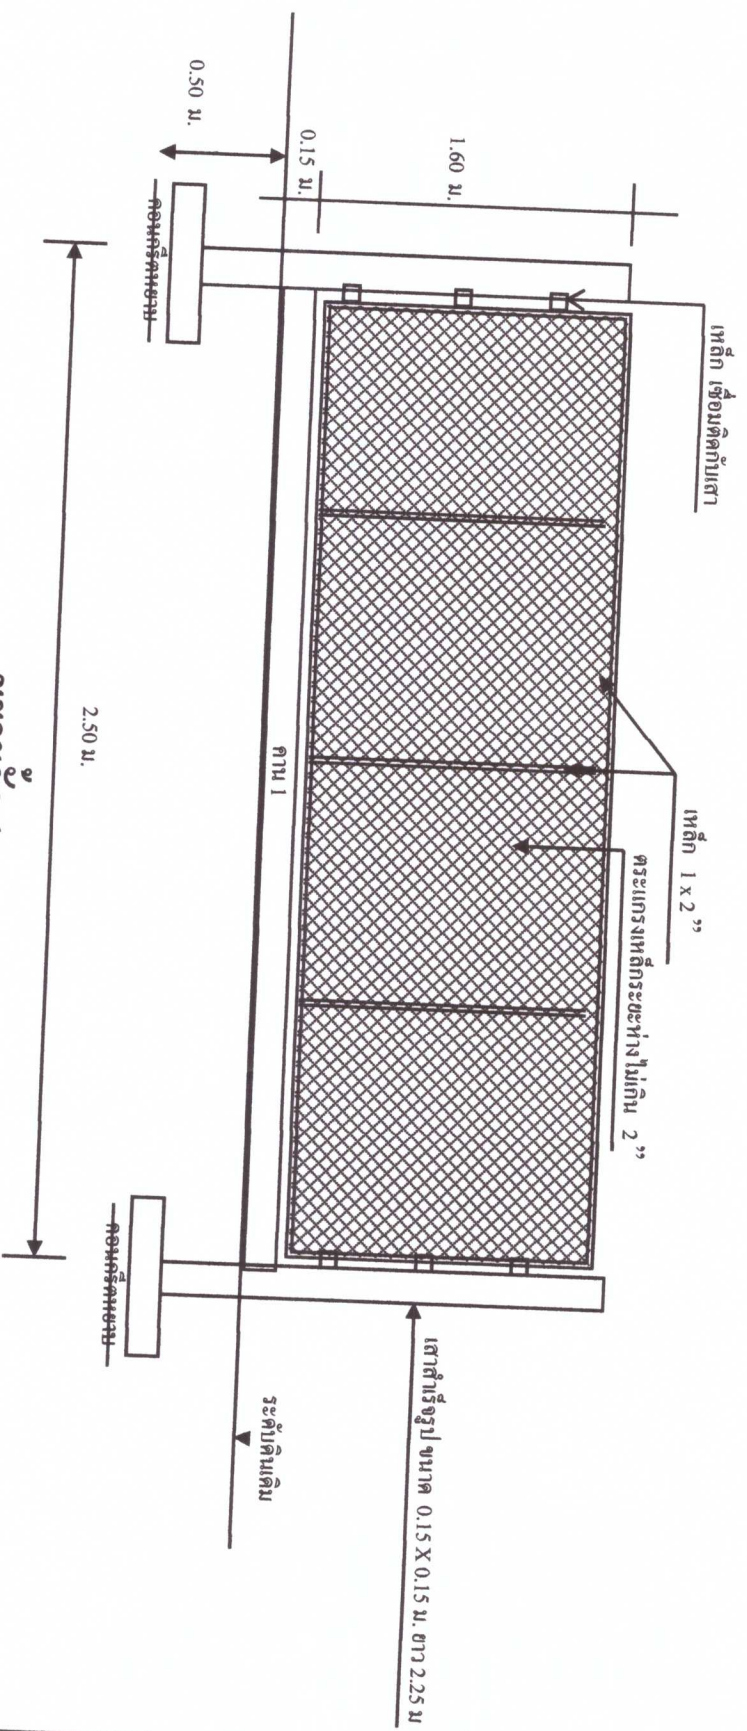 เหล็ก เชื่อมติดกับเสา
เหล็ก 1 x 2 ”
ตระแกรงเหล็กระยะห่างไม่เกิน 2 ”
1.60 ม.
0.15 ม.
0.50 ม.
คาน 1
เสาสำเร็จรูป ขนาด 0.15 X 0.15 ม. ยาว 2.25 ม
ระดับดินเดิม
คอนกรีตหยาบ
คอนกรีตหยาบ
2.50 ม.